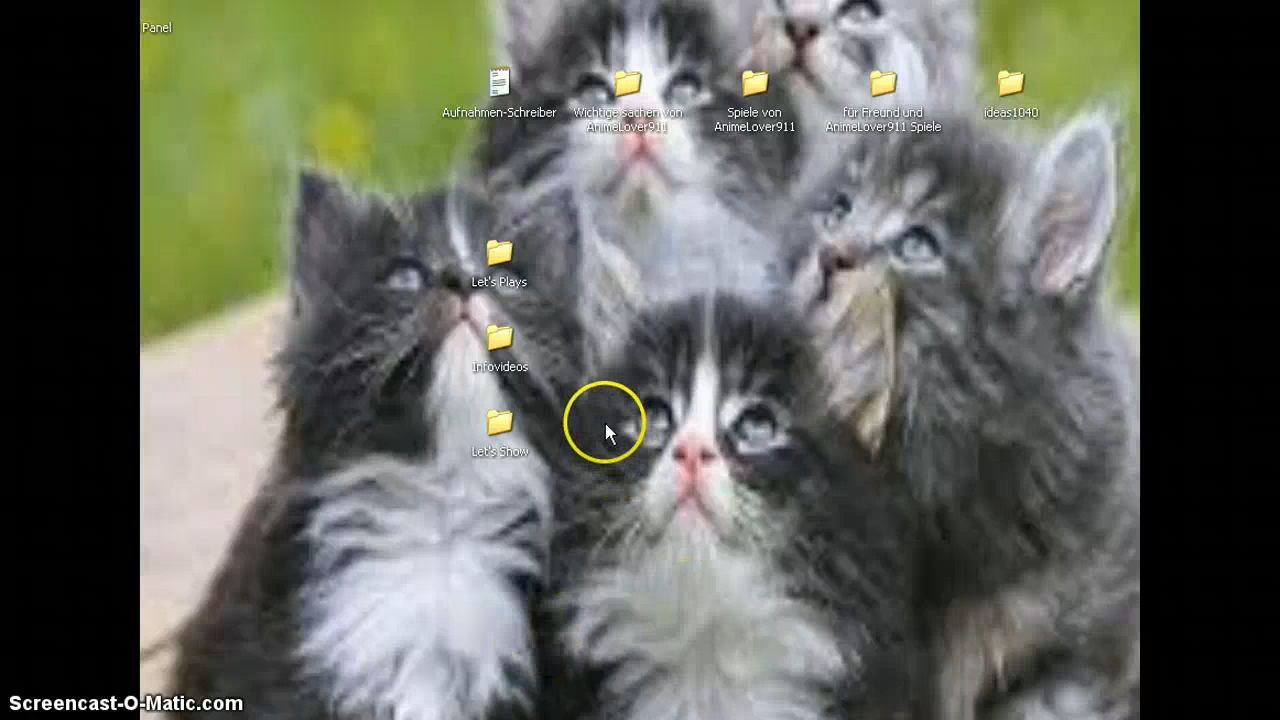 Panel
Aufnahmen-Schreiber
Wichtige sachen von
AnimeLover911
Spiele von
AnimeLover911
für Freund und
AnimeLover911 Spiele
ideas1040
Let's Plays
Infovideos
Let's Show
Screencast-O-Matic.com